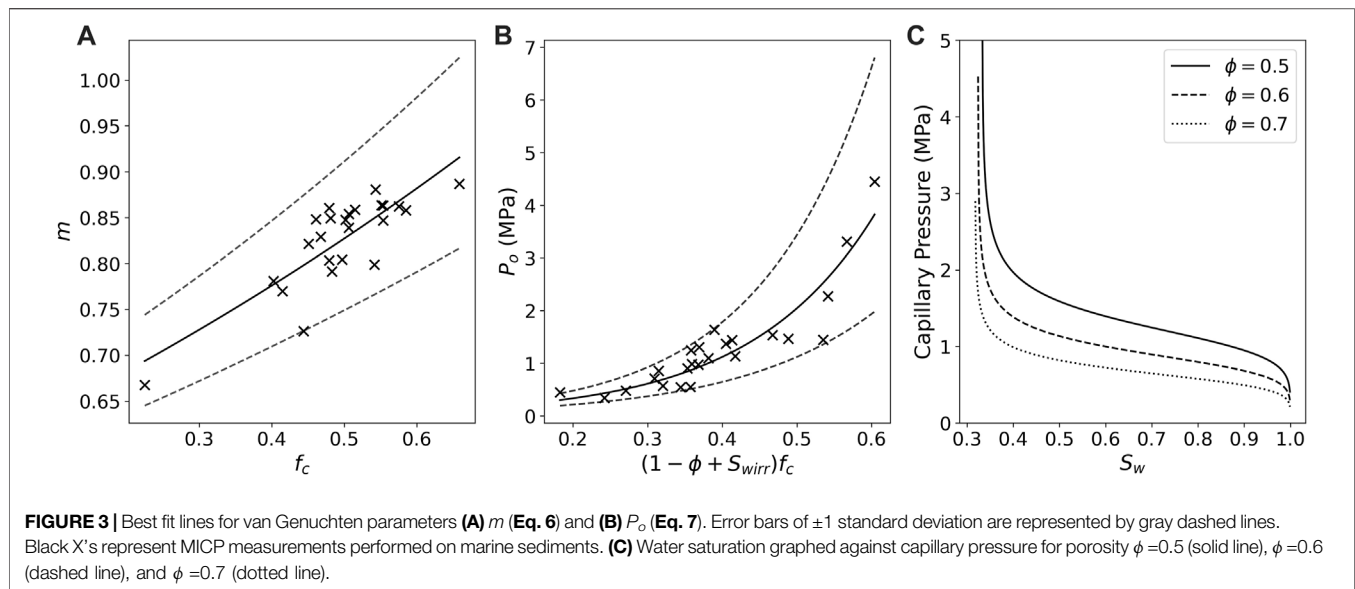 A
1.00
0.95
0.90
0.85
0.80
0.75
0.70
0.65
m
0.3 0.4 0.5 0.6
f_c
B
7
6
5
4
3
2
1
0
P_o (MPa)
0.2 0.3 0.4 0.5 0.6
(1 − ϕ + S_wirr)f_c
C
5
4
3
2
1
0
Capillary Pressure (MPa)
ϕ = 0.5
ϕ = 0.6
ϕ = 0.7
0.3 0.4 0.5 0.6 0.7 0.8 0.9 1.0
S_w
FIGURE 3 | Best fit lines for van Genuchten parameters (A) m (Eq. 6) and (B) P_o (Eq. 7). Error bars of ±1 standard deviation are represented by gray dashed lines.
Black X's represent MICP measurements performed on marine sediments. (C) Water saturation graphed against capillary pressure for porosity ϕ =0.5 (solid line), ϕ =0.6
(dashed line), and ϕ =0.7 (dotted line).